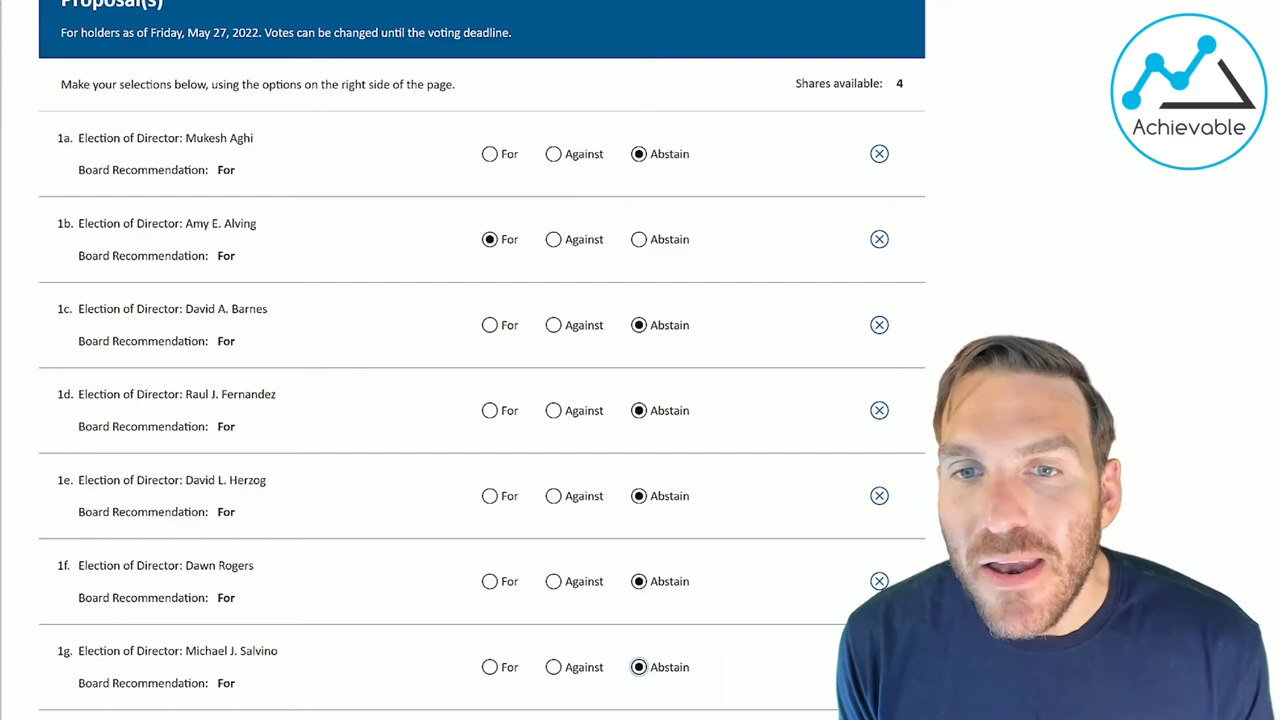 Proposal(s)
For holders as of Friday, May 27, 2022. Votes can be changed until the voting deadline.
Make your selections below, using the options on the right side of the page.
Shares available: 4
1a. Election of Director: Mukesh Aghi
Board Recommendation: For
For Against Abstain
1b. Election of Director: Amy E. Alving
Board Recommendation: For
For Against Abstain
1c. Election of Director: David A. Barnes
Board Recommendation: For
For Against Abstain
1d. Election of Director: Raul J. Fernandez
Board Recommendation: For
For Against Abstain
1e. Election of Director: David L. Herzog
Board Recommendation: For
For Against Abstain
1f. Election of Director: Dawn Rogers
Board Recommendation: For
For Against Abstain
1g. Election of Director: Michael J. Salvino
Board Recommendation: For
For Against Abstain
Achievable